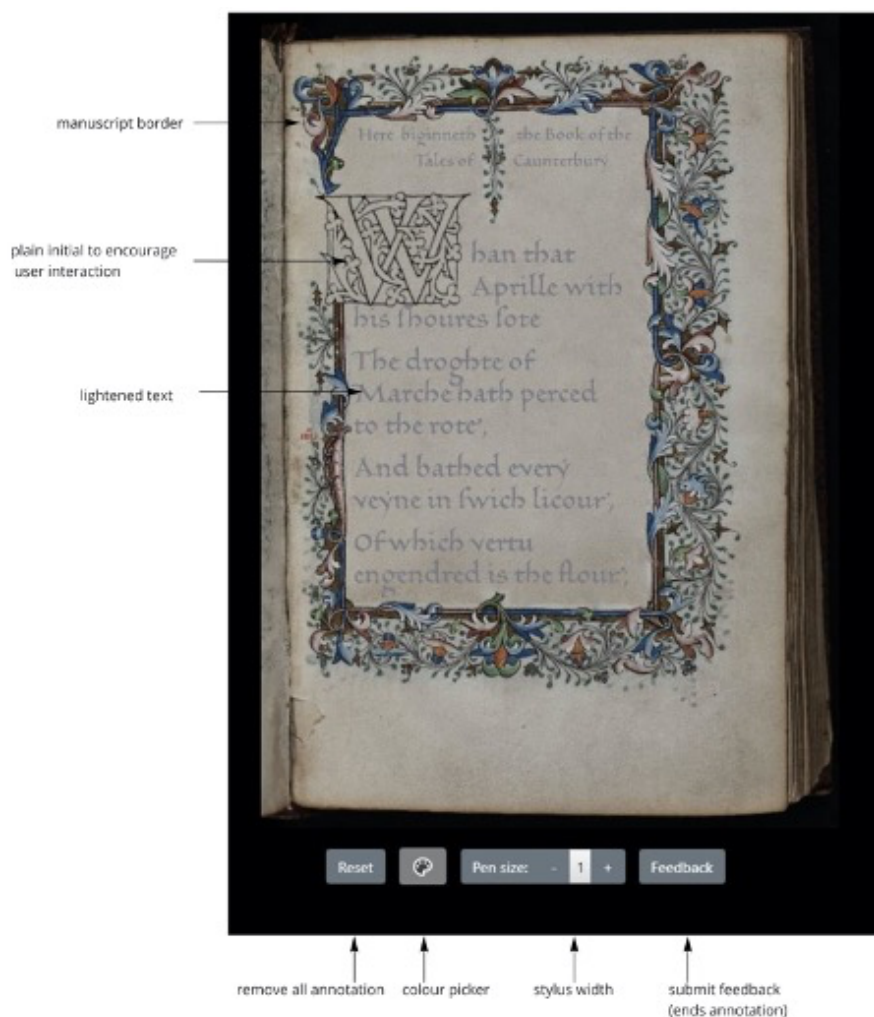 manuscript border
Here biginneth the Book of the
Tales of Caunterbury
plain initial to encourage
user interaction
W
han that
Aprille with
his ſhoures ſote
lightened text
The droghte of
Marche hath perced
to the rote,
And bathed every
veyne in ſwich licour,
Of which vertu
engendred is the flour;
Reset
Pen size: - 1 +
Feedback
remove all annotation
colour picker
stylus width
submit feedback
(ends annotation)